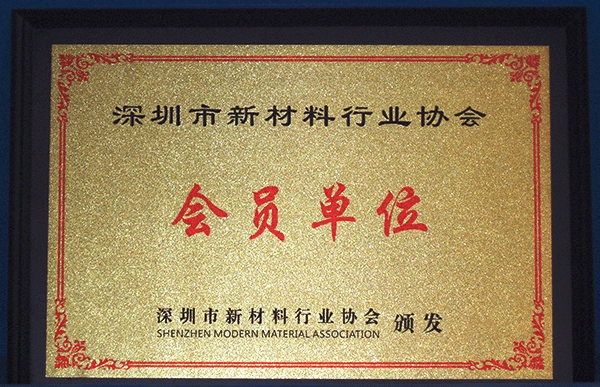 深圳市新材料行业协会
会员单位
深圳市新材料行业协会 颁发
SHENZHEN MODERN MATERIAL ASSOCIATION